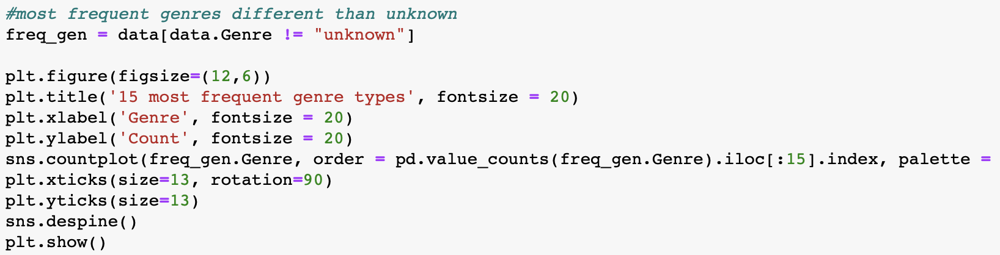 #most frequent genres different than unknown
freq_gen = data[data.Genre != "unknown"]
plt.figure(figsize=(12,6))
plt.title('15 most frequent genre types', fontsize = 20)
plt.xlabel('Genre', fontsize = 20)
plt.ylabel('Count', fontsize = 20)
sns.countplot(freq_gen.Genre, order = pd.value_counts(freq_gen.Genre).iloc[:15].index, palette =
plt.xticks(size=13, rotation=90)
plt.yticks(size=13)
sns.despine()
plt.show()